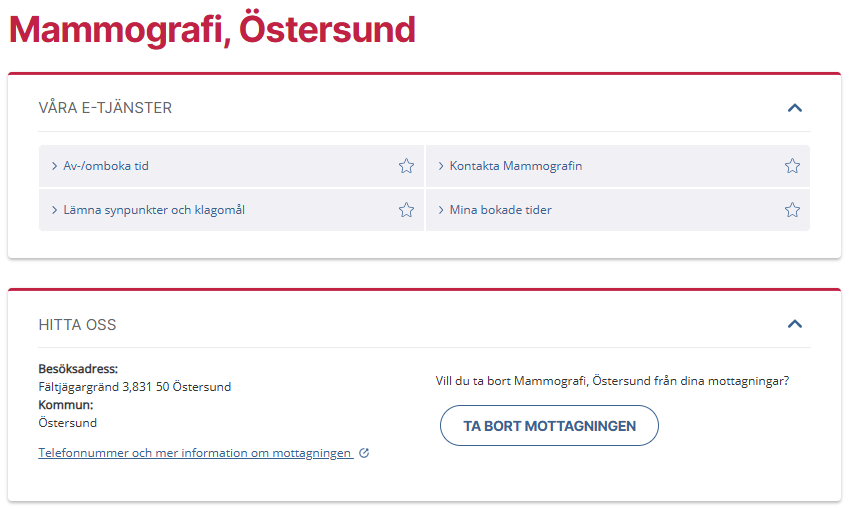 Mammografi, Östersund
VÅRA E-TJÄNSTER
Av-/omboka tid
Kontakta Mammografin
Lämna synpunkter och klagomål
Mina bokade tider
HITTA OSS
Besöksadress:
Fältjägargränd 3,831 50 Östersund
Kommun:
Östersund
Telefonnummer och mer information om mottagningen
Vill du ta bort Mammografi, Östersund från dina mottagningar?
TA BORT MOTTAGNINGEN